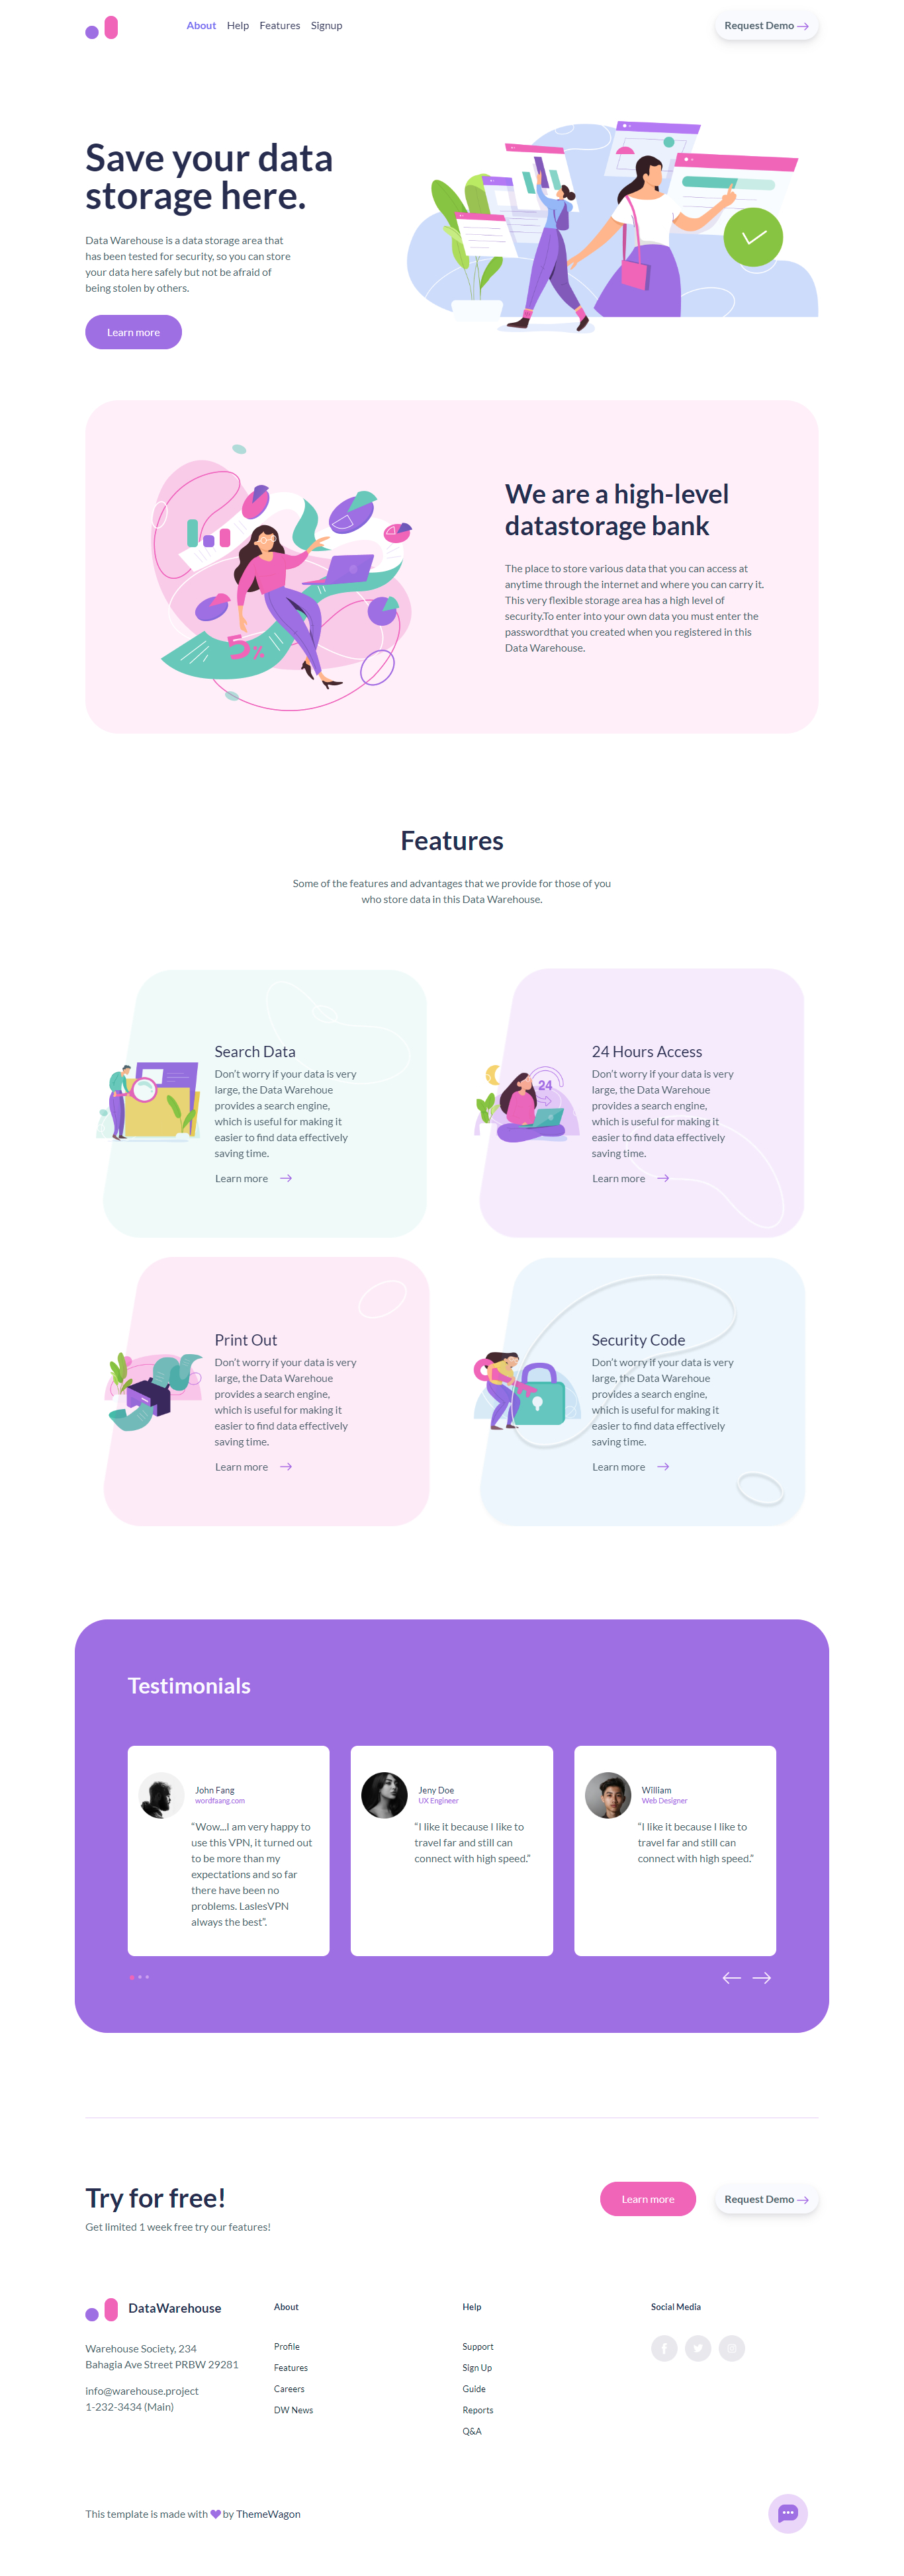 About Help Features Signup
Request Demo
Save your data
storage here.
Data Warehouse is a data storage area that
has been tested for security, so you can store
your data here safely but not be afraid of
being stolen by others.
Learn more
5%
We are a high-level
datastorage bank
The place to store various data that you can access at
anytime through the internet and where you can carry it.
This very flexible storage area has a high level of
security.To enter into your own data you must enter the
passwordthat you created when you registered in this
Data Warehouse.
Features
Some of the features and advantages that we provide for those of you
who store data in this Data Warehouse.
Search Data
Don't worry if your data is very
large, the Data Warehoue
provides a search engine,
which is useful for making it
easier to find data effectively
saving time.
Learn more
24
24 Hours Access
Don't worry if your data is very
large, the Data Warehoue
provides a search engine,
which is useful for making it
easier to find data effectively
saving time.
Learn more
Print Out
Don't worry if your data is very
large, the Data Warehoue
provides a search engine,
which is useful for making it
easier to find data effectively
saving time.
Learn more
Security Code
Don't worry if your data is very
large, the Data Warehoue
provides a search engine,
which is useful for making it
easier to find data effectively
saving time.
Learn more
Testimonials
John Fang
wordfaang.com
“Wow...I am very happy to
use this VPN, it turned out
to be more than my
expectations and so far
there have been no
problems. LaslesVPN
always the best”.
Jeny Doe
UX Engineer
“I like it because I like to
travel far and still can
connect with high speed.”
William
Web Designer
“I like it because I like to
travel far and still can
connect with high speed.”
Try for free!
Get limited 1 week free try our features!
Learn more
Request Demo
DataWarehouse
Warehouse Society, 234
Bahagia Ave Street PRBW 29281
info@warehouse.project
1-232-3434 (Main)
About
Profile
Features
Careers
DW News
Help
Support
Sign Up
Guide
Reports
Q&A
Social Media
This template is made with by ThemeWagon